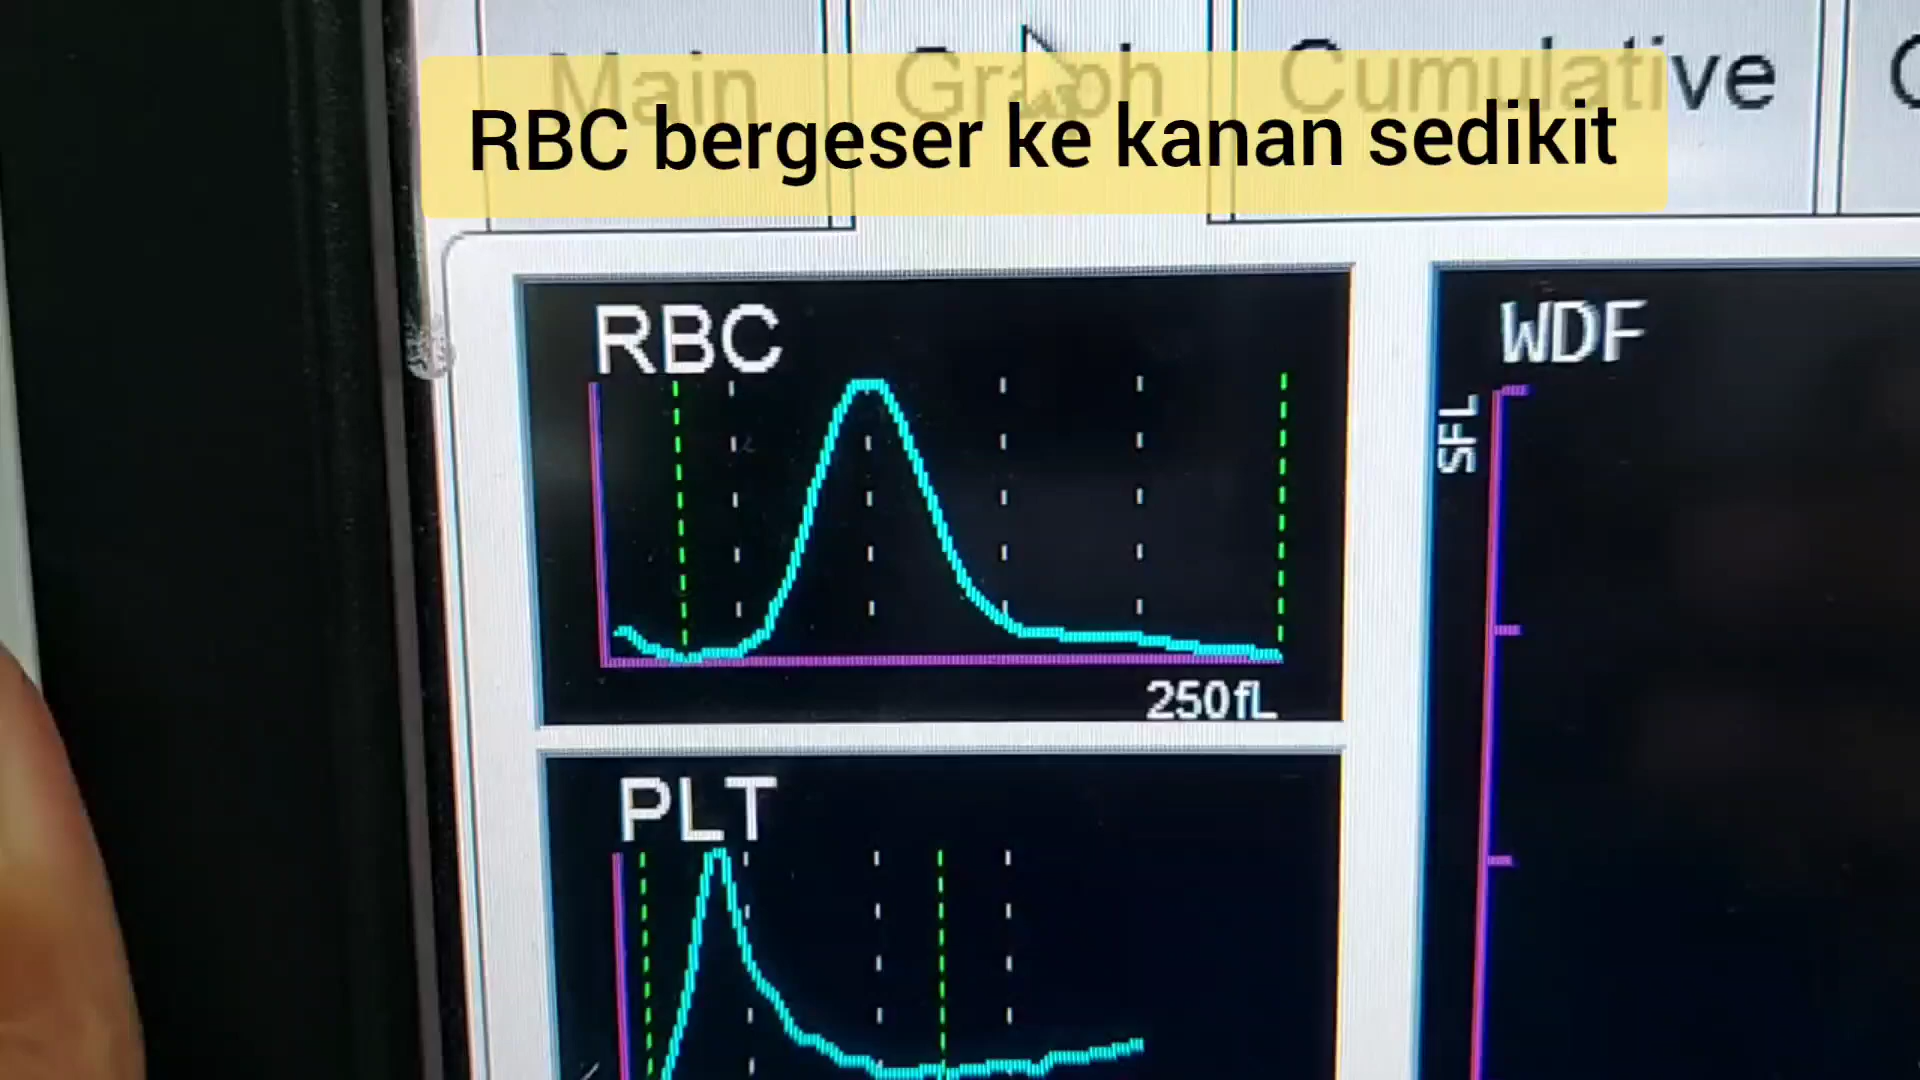 Main Graph Cumulative
RBC bergeser ke kanan sedikit
RBC
WDF
SFL
250fL
PLT